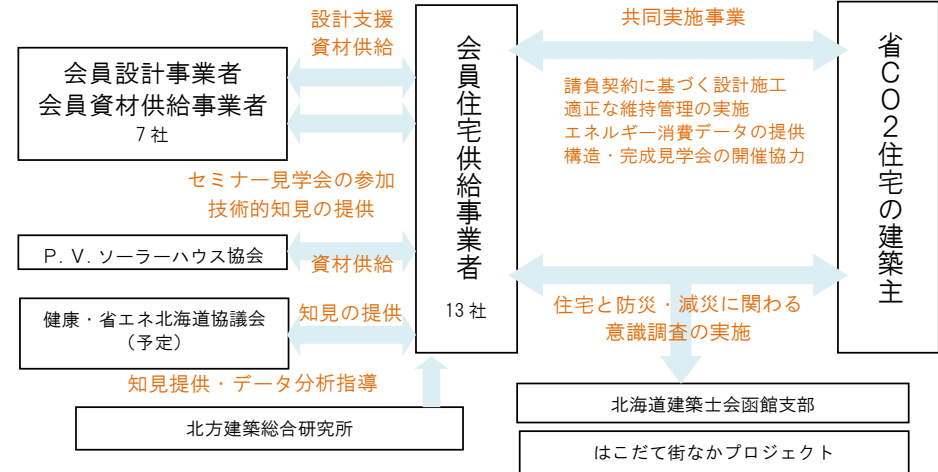 設計支援
資材供給
会員設計事業者
会員資材供給事業者
7社
セミナー見学会の参加
技術的知見の提供
P. V. ソーラーハウス協会
資材供給
健康・省エネ北海道協議会
（予定）
知見の提供
知見提供・データ分析指導
北方建築総合研究所
会員住宅供給事業者
13社
共同実施事業
請負契約に基づく設計施工
適正な維持管理の実施
エネルギー消費データの提供
構造・完成見学会の開催協力
住宅と防災・減災に関わる
意識調査の実施
省CO2住宅の建築主
北海道建築士会函館支部
はこだて街なかプロジェクト